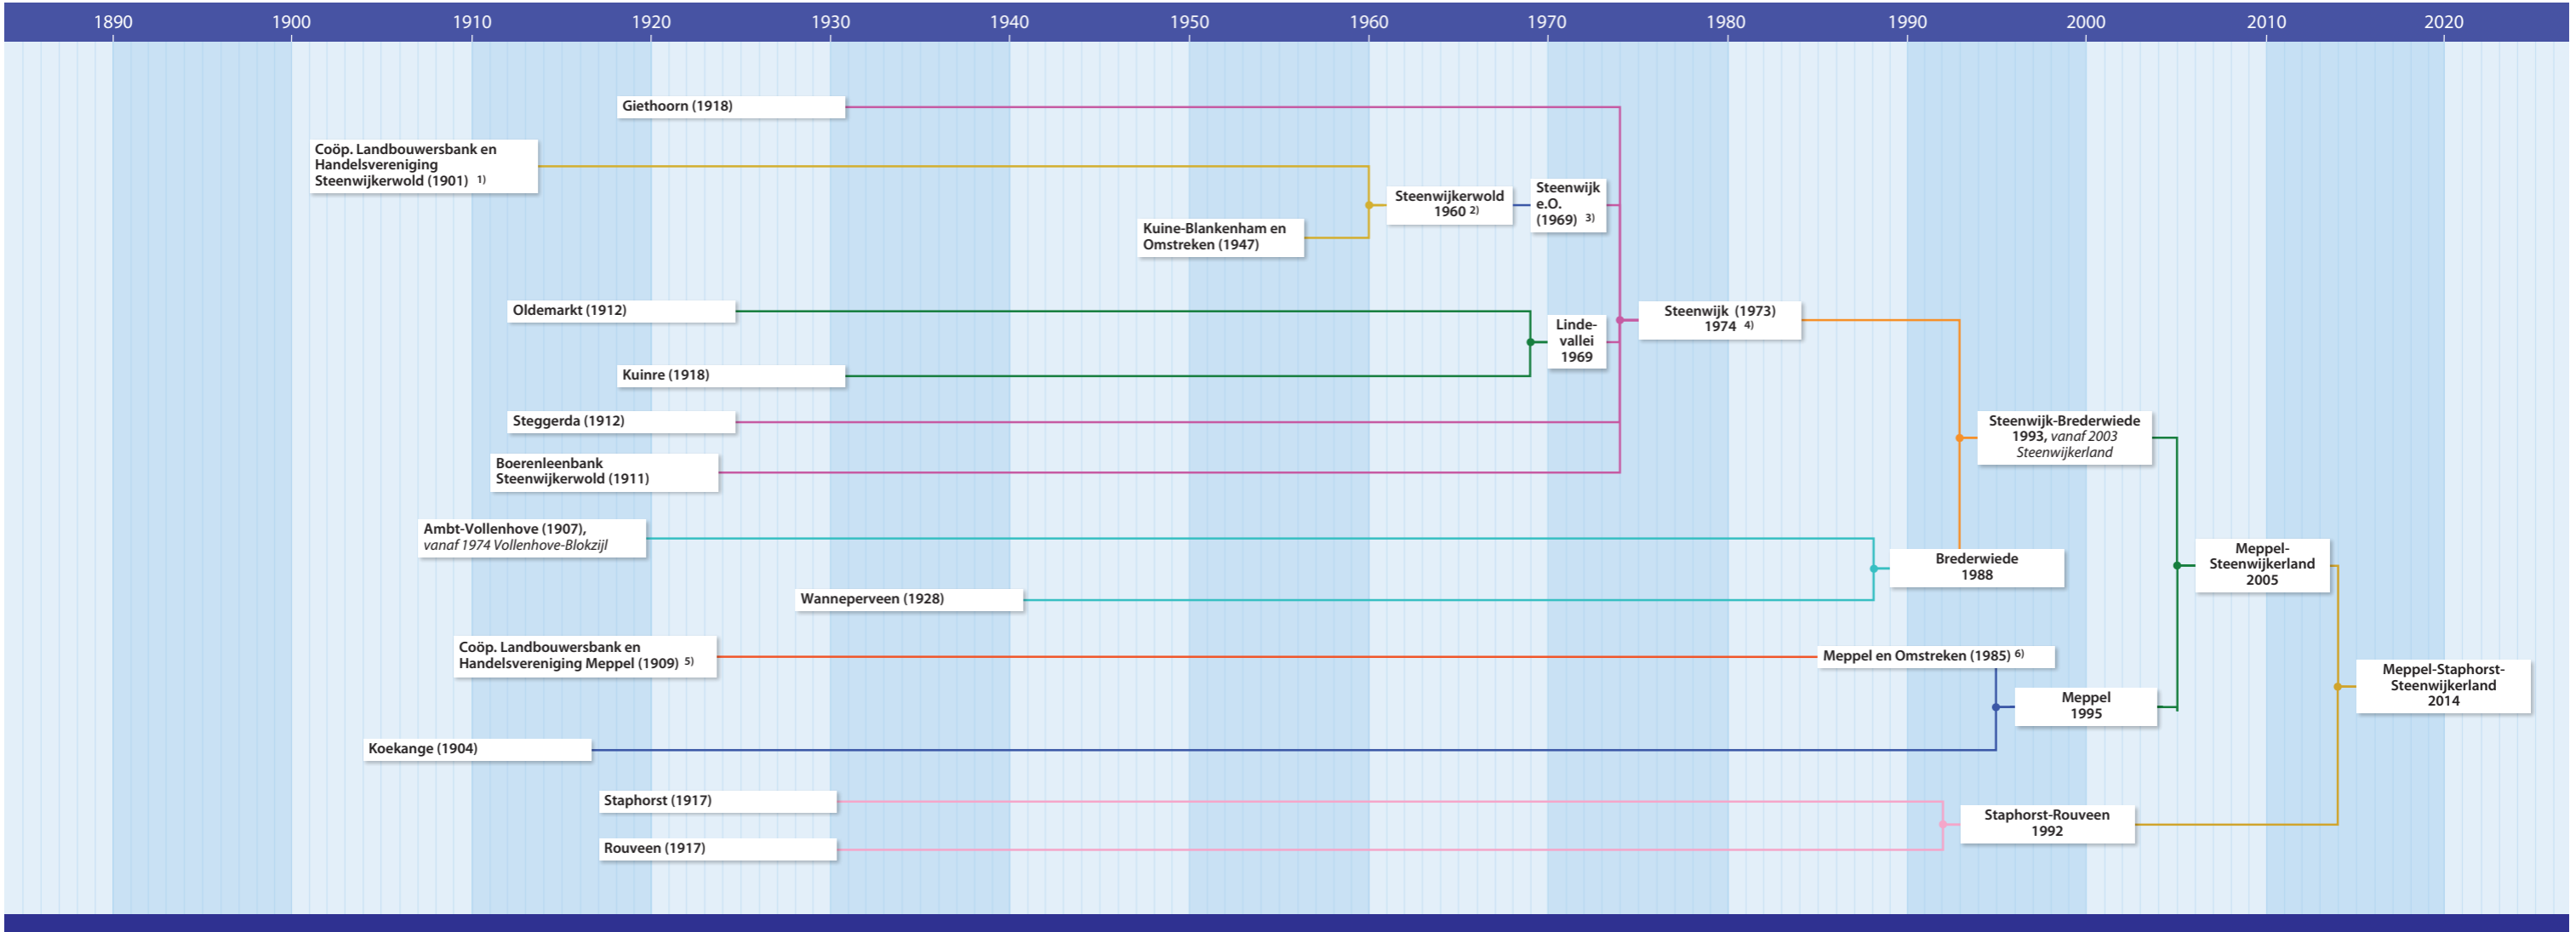 1890 1900 1910 1920 1930 1940 1950 1960 1970 1980 1990 2000 2010 2020
Giethoorn (1918)
Coöp. Landbouwersbank en
Handelsvereniging
Steenwijkerwold (1901) 1)
Steenwijkerwold
1960 2)
Steenwijk
e.O.
(1969) 3)
Kuine-Blankenham en
Omstreken (1947)
Oldemarkt (1912)
Linde-
vallei
1969
Steenwijk (1973)
1974 4)
Kuinre (1918)
Steggerda (1912)
Steenwijk-Brederwiede
1993, vanaf 2003
Steenwijkerland
Boerenleenbank
Steenwijkerwold (1911)
Ambt-Vollenhove (1907),
vanaf 1974 Vollenhove-Blokzijl
Brederwiede
1988
Meppel-
Steenwijkerland
2005
Wanneperveen (1928)
Coöp. Landbouwersbank en
Handelsvereniging Meppel (1909) 5)
Meppel en Omstreken (1985) 6)
Meppel
1995
Meppel-Staphorst-
Steenwijkerland
2014
Koekange (1904)
Staphorst (1917)
Staphorst-Rouveen
1992
Rouveen (1917)